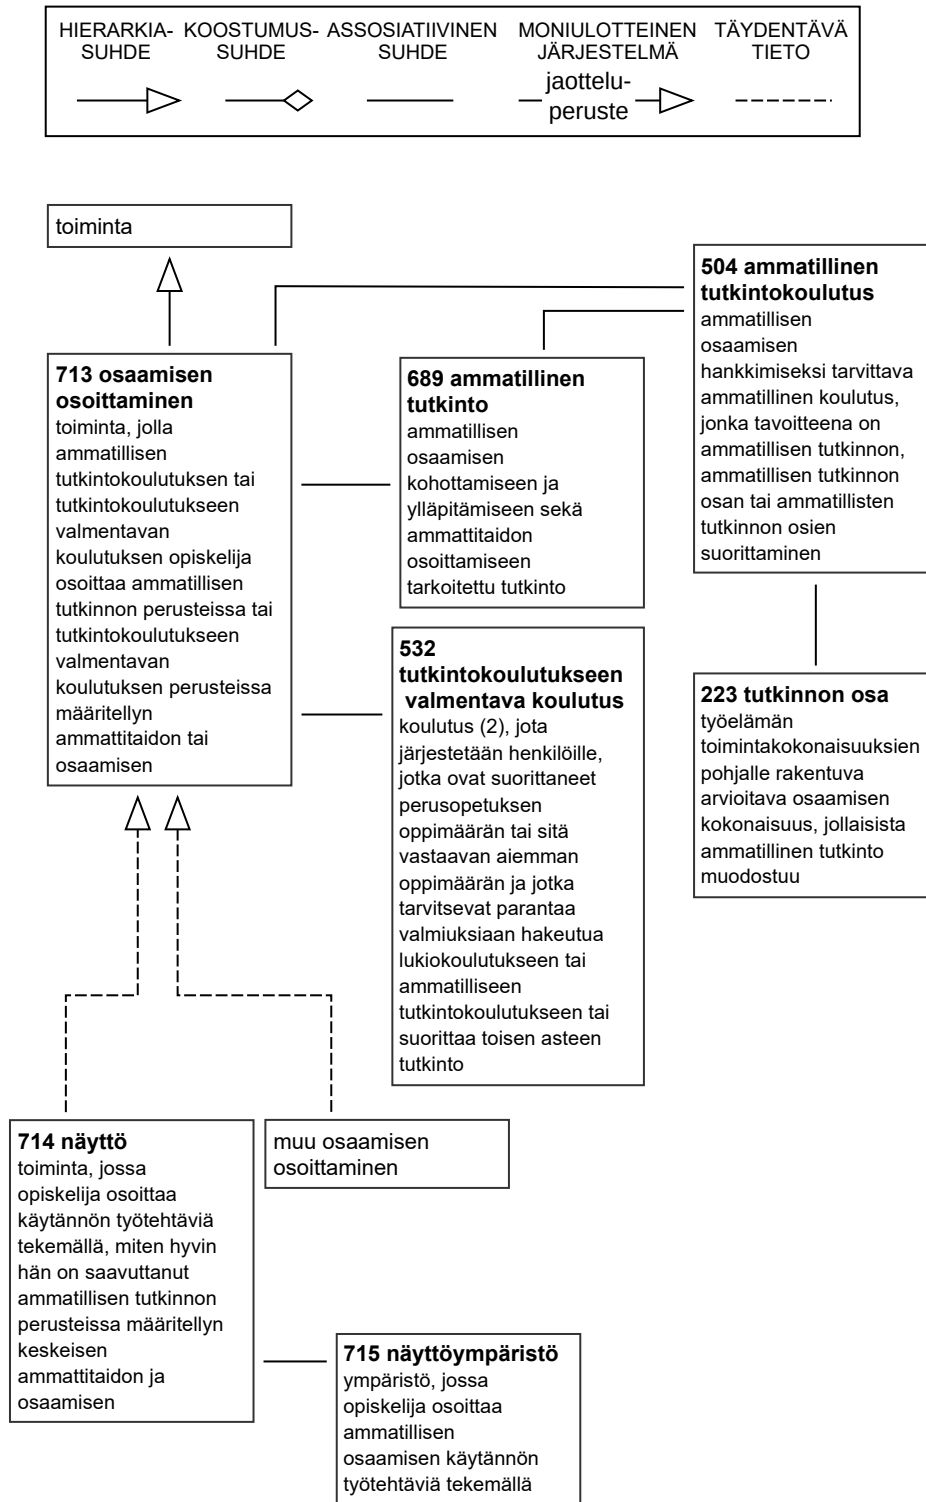 HIERARKIA-
SUHDE
KOOSTUMUS-
SUHDE
ASSOSIATIIVINEN
SUHDE
MONIULOTTEINEN
JÄRJESTELMÄ
jaottelu-
peruste
TÄYDENTÄVÄ
TIETO
toiminta
504 ammatillinen
tutkintokoulutus
ammatillisen
osaamisen
hankkimiseksi tarvittava
ammatillinen koulutus,
jonka tavoitteena on
ammatillisen tutkinnon,
ammatillisen tutkinnon
osan tai ammatillisten
tutkinnon osien
suorittaminen
713 osaamisen
osoittaminen
toiminta, jolla
ammatillisen
tutkintokoulutuksen tai
tutkintokoulutukseen
valmentavan
koulutuksen opiskelija
osoittaa ammatillisen
tutkinnon perusteissa tai
tutkintokoulutukseen
valmentavan
koulutuksen perusteissa
määritellyn
ammattitaidon tai
osaamisen
689 ammatillinen
tutkinto
ammatillisen
osaamisen
kohottamiseen ja
ylläpitämiseen sekä
ammattitaidon
osoittamiseen
tarkoitettu tutkinto
532
tutkintokoulutukseen
valmentava koulutus
koulutus (2), jota
järjestetään henkilöille,
jotka ovat suorittaneet
perusopetuksen
oppimäärän tai sitä
vastaavan aiemman
oppimäärän ja jotka
tarvitsevat parantaa
valmiuksiaan hakeutua
lukiokoulutukseen tai
ammatilliseen
tutkintokoulutukseen tai
suorittaa toisen asteen
tutkinto
223 tutkinnon osa
työelämän
toimintakokonaisuuksien
pohjalle rakentuva
arvioitava osaamisen
kokonaisuus, jollaisista
ammatillinen tutkinto
muodostuu
714 näyttö
toiminta, jossa
opiskelija osoittaa
käytännön työtehtäviä
tekemällä, miten hyvin
hän on saavuttanut
ammatillisen tutkinnon
perusteissa määritellyn
keskeisen
ammattitaidon ja
osaamisen
muu osaamisen
osoittaminen
715 näyttöympäristö
ympäristö, jossa
opiskelija osoittaa
ammatillisen
osaamisen käytännön
työtehtäviä tekemällä